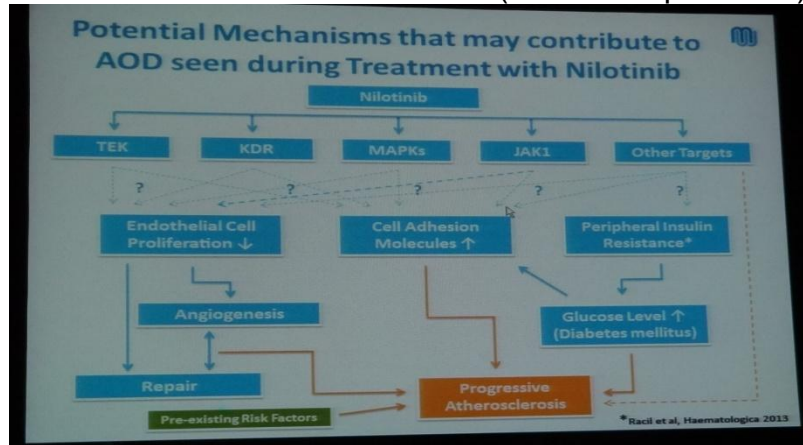 Potential Mechanisms that may contribute to
AOD seen during Treatment with Nilotinib
Nilotinib
TEK
KDR
MAPKs
JAK1
Other Targets
?
?
?
?
?
Endothelial Cell
Proliferation ↓
Cell Adhesion
Molecules ↑
Peripheral Insulin
Resistance*
Angiogenesis
Glucose Level ↑
(Diabetes mellitus)
Repair
Progressive
Atherosclerosis
Pre-existing Risk Factors
*Racil et al, Haematologica 2013